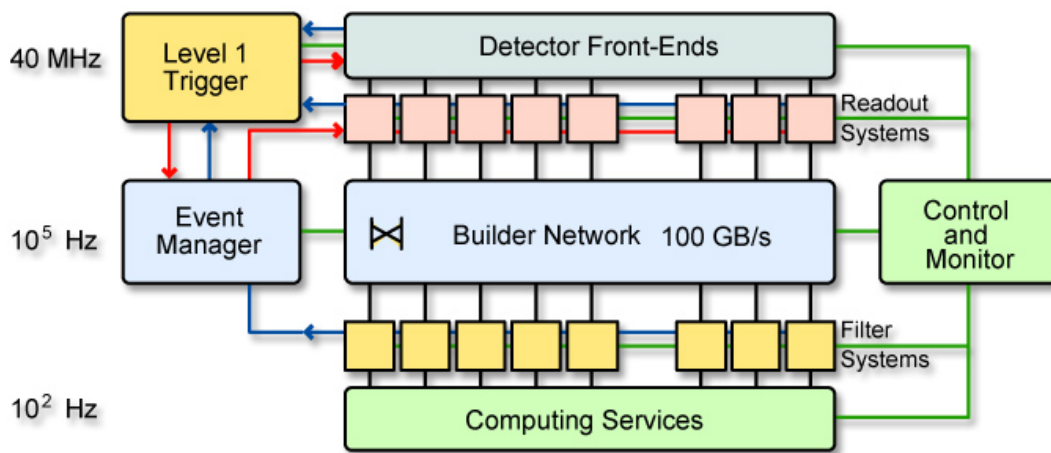 40 MHz
Level 1
Trigger
Detector Front-Ends
Readout
Systems
10⁵ Hz
Event
Manager
Builder Network 100 GB/s
Control
and
Monitor
Filter
Systems
10² Hz
Computing Services